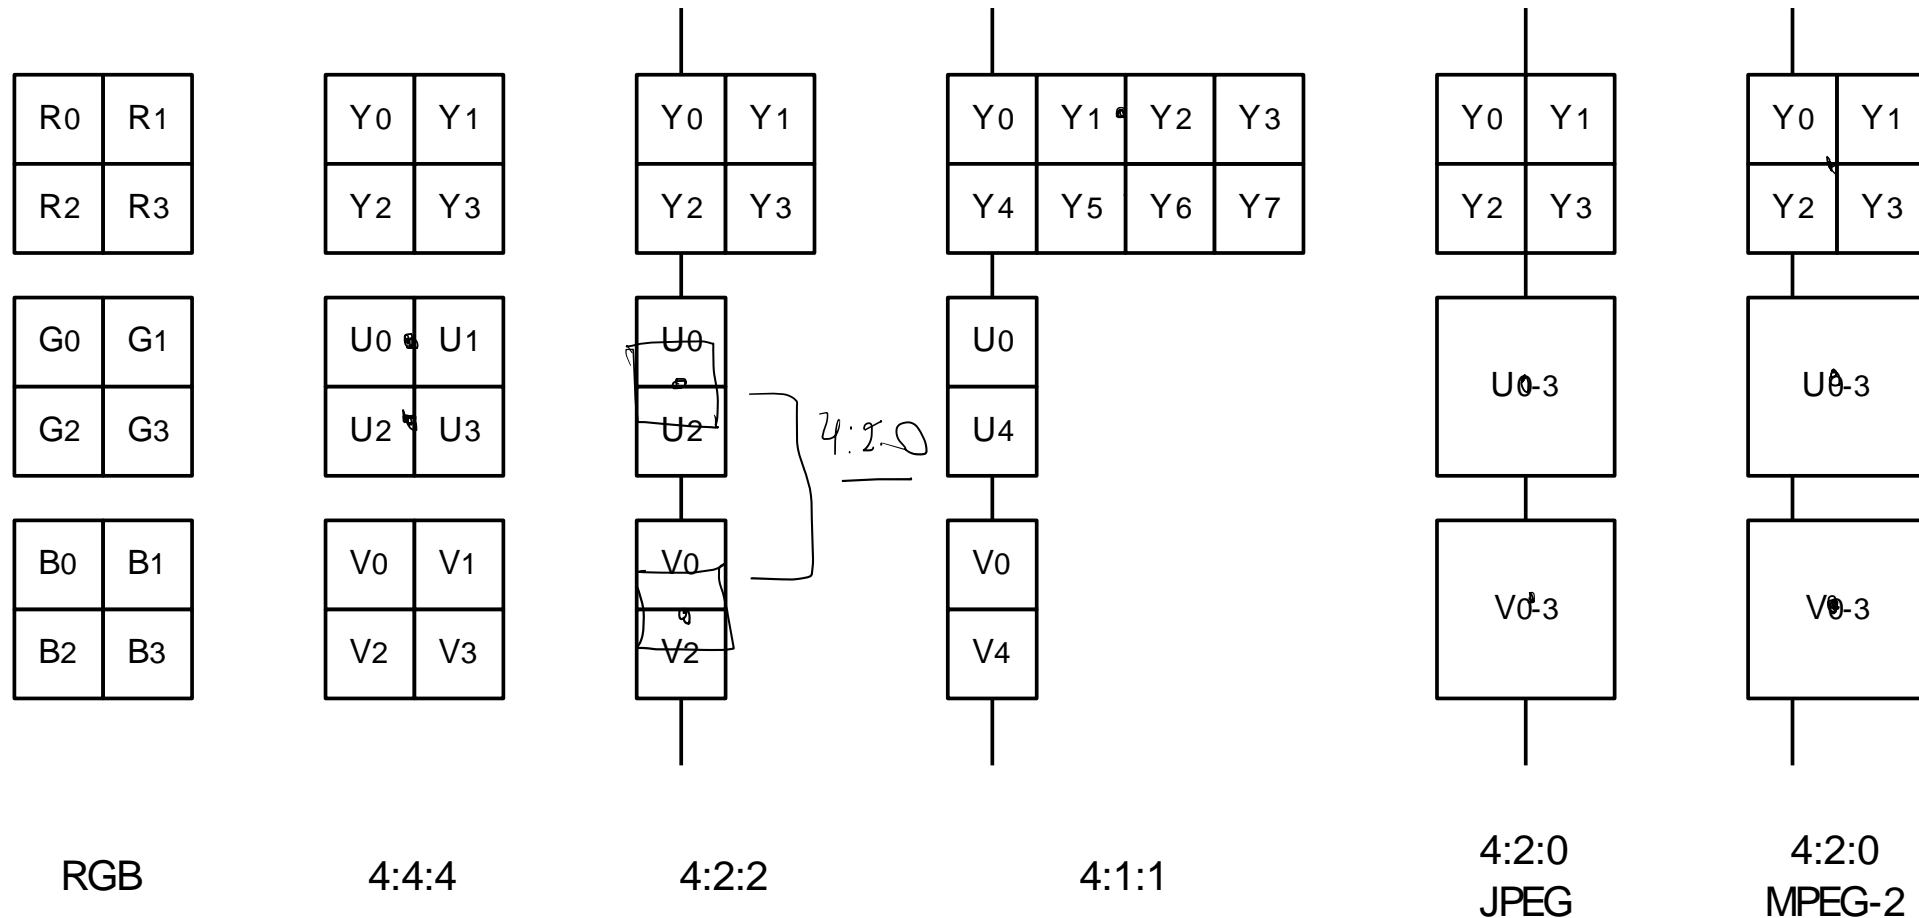 R0 R1 Y0 Y1 Y0 Y1 Y0 Y1 Y2 Y3 Y0 Y1 Y0 Y1
R2 R3 Y2 Y3 Y2 Y3 Y4 Y5 Y6 Y7 Y2 Y3 Y2 Y3
G0 G1 U0 U1 U0 U0
U0-3 U0-3
G2 G3 U2 U3 U2 4:2:0 U4
B0 B1 V0 V1 V0 V0
V0-3 V0-3
B2 B3 V2 V3 V2 V4
RGB 4:4:4 4:2:2 4:1:1 4:2:0 4:2:0
JPEG MPEG-2